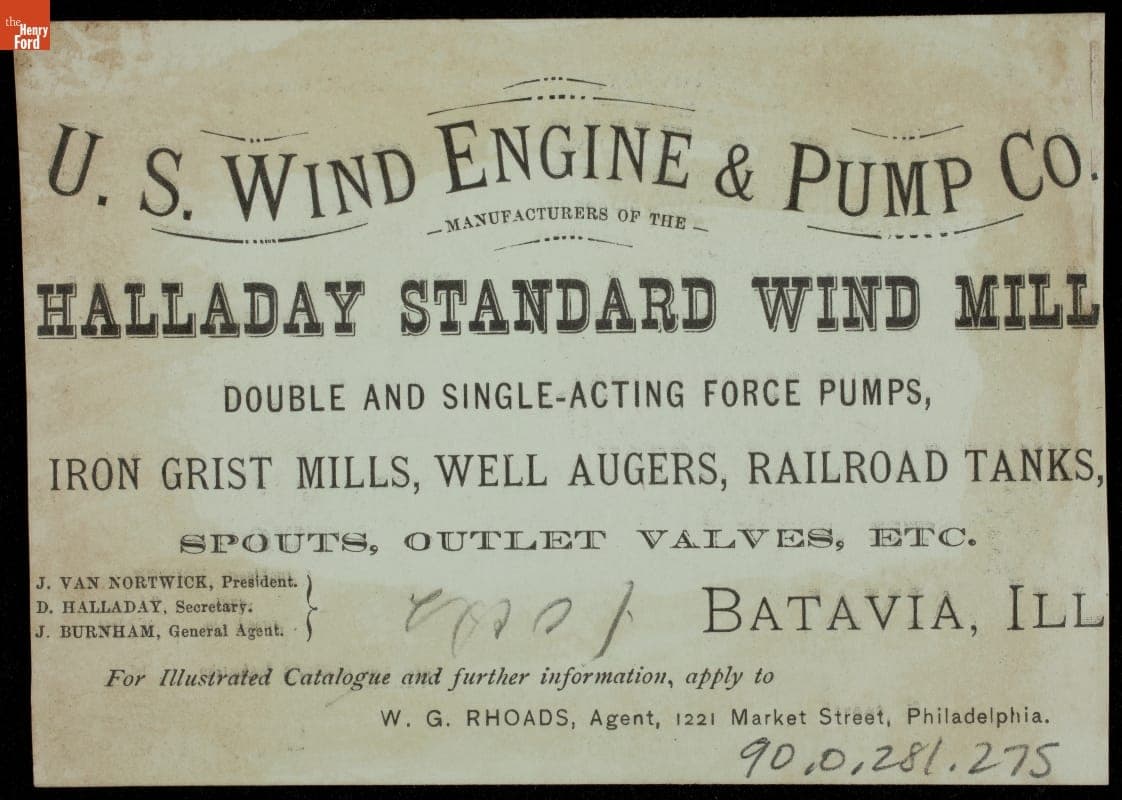 the
Henry
Ford
U. S. WIND ENGINE & PUMP CO.
MANUFACTURERS OF THE
HALLADAY STANDARD WIND MILL
DOUBLE AND SINGLE-ACTING FORCE PUMPS,
IRON GRIST MILLS, WELL AUGERS, RAILROAD TANKS,
SPOUTS, OUTLET VALVES, ETC.
J. VAN NORTWICK, President.
D. HALLADAY, Secretary.
J. BURNHAM, General Agent.
BATAVIA, ILL
For Illustrated Catalogue and further information, apply to
W. G. RHOADS, Agent, 1221 Market Street, Philadelphia.
90.0.281.275